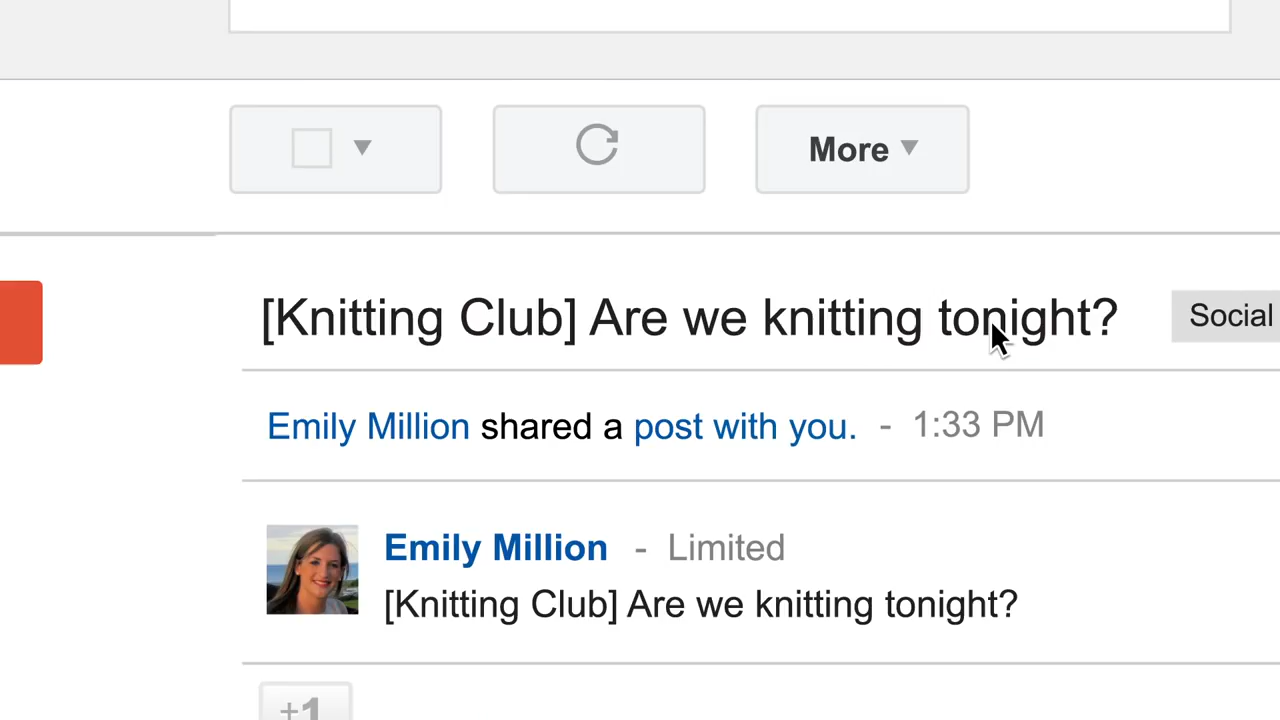 More
[Knitting Club] Are we knitting tonight?
Social
Emily Million shared a post with you. - 1:33 PM
Emily Million - Limited
[Knitting Club] Are we knitting tonight?
+1